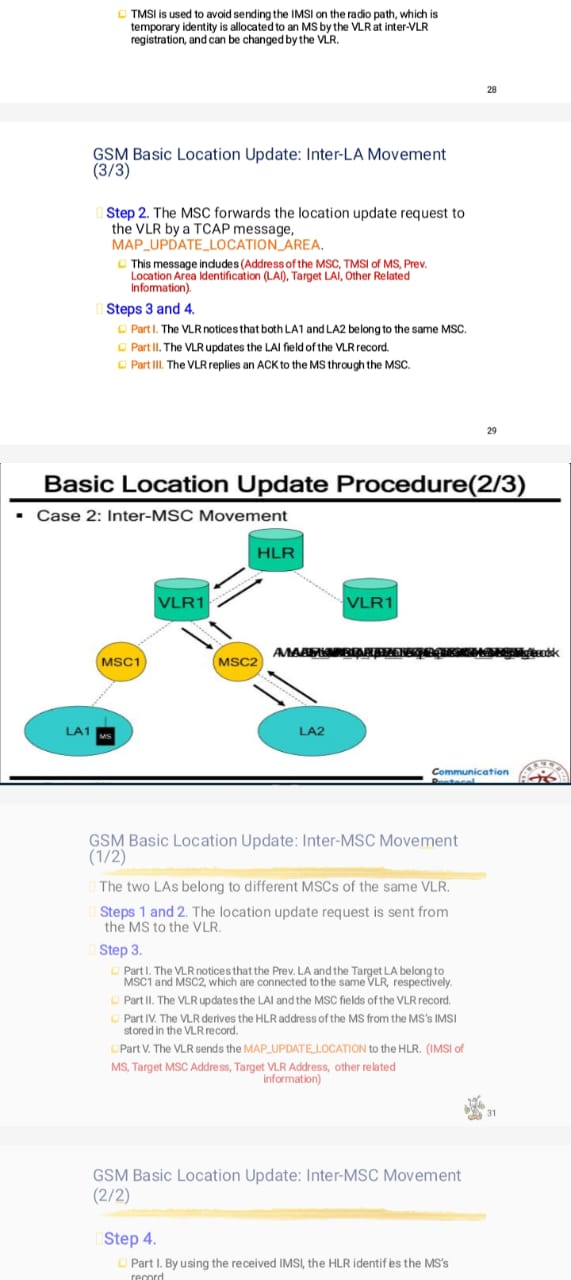 TMSI is used to avoid sending the IMSI on the radio path, which is
temporary identity is allocated to an MS by the VLR at inter-VLR
registration, and can be changed by the VLR.
28
GSM Basic Location Update: Inter-LA Movement
(3/3)
Step 2. The MSC forwards the location update request to
the VLR by a TCAP message,
MAP_UPDATE_LOCATION_AREA.
This message includes (Address of the MSC, TMSI of MS, Prev.
Location Area Identification (LAI), Target LAI, Other Related
Information).
Steps 3 and 4.
Part I. The VLR notices that both LA1 and LA2 belong to the same MSC.
Part II. The VLR updates the LAI field of the VLR record.
Part III. The VLR replies an ACK to the MS through the MSC.
29
Basic Location Update Procedure(2/3)
▪ Case 2: Inter-MSC Movement
HLR
VLR1
VLR1
MSC1
MSC2
LA1
MS
LA2
Communication
Protocol
GSM Basic Location Update: Inter-MSC Movement
(1/2)
The two LAs belong to different MSCs of the same VLR.
Steps 1 and 2. The location update request is sent from
the MS to the VLR.
Step 3.
Part I. The VLR notices that the Prev. LA and the Target LA belong to
MSC1 and MSC2, which are connected to the same VLR, respectively.
Part II. The VLR updates the LAI and the MSC fields of the VLR record.
Part IV. The VLR derives the HLR address of the MS from the MS's IMSI
stored in the VLR record.
Part V. The VLR sends the MAP_UPDATE_LOCATION to the HLR. (IMSI of
MS, Target MSC Address, Target VLR Address, other related
information)
31
GSM Basic Location Update: Inter-MSC Movement
(2/2)
Step 4.
Part I. By using the received IMSI, the HLR identifies the MS's
record